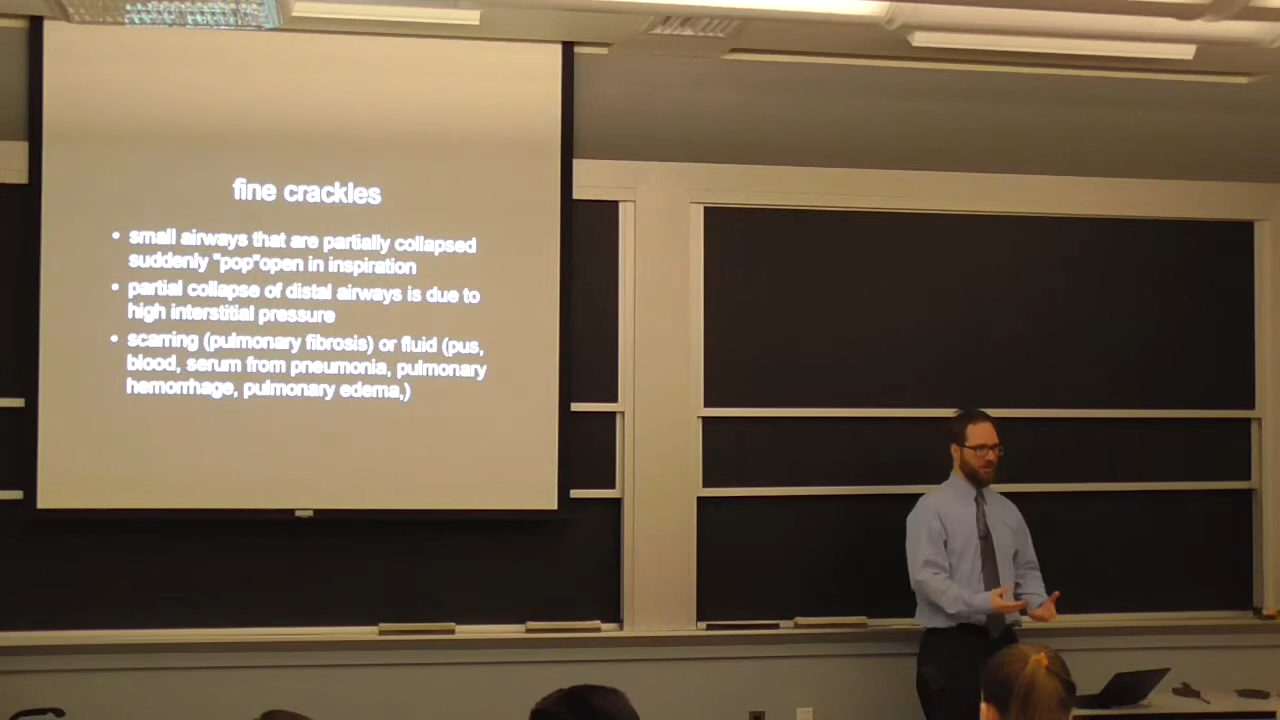 fine crackles
• small airways that are partially collapsed
suddenly "pop"open in inspiration
• partial collapse of distal airways is due to
high interstitial pressure
• scarring (pulmonary fibrosis) or fluid (pus,
blood, serum from pneumonia, pulmonary
hemorrhage, pulmonary edema,)